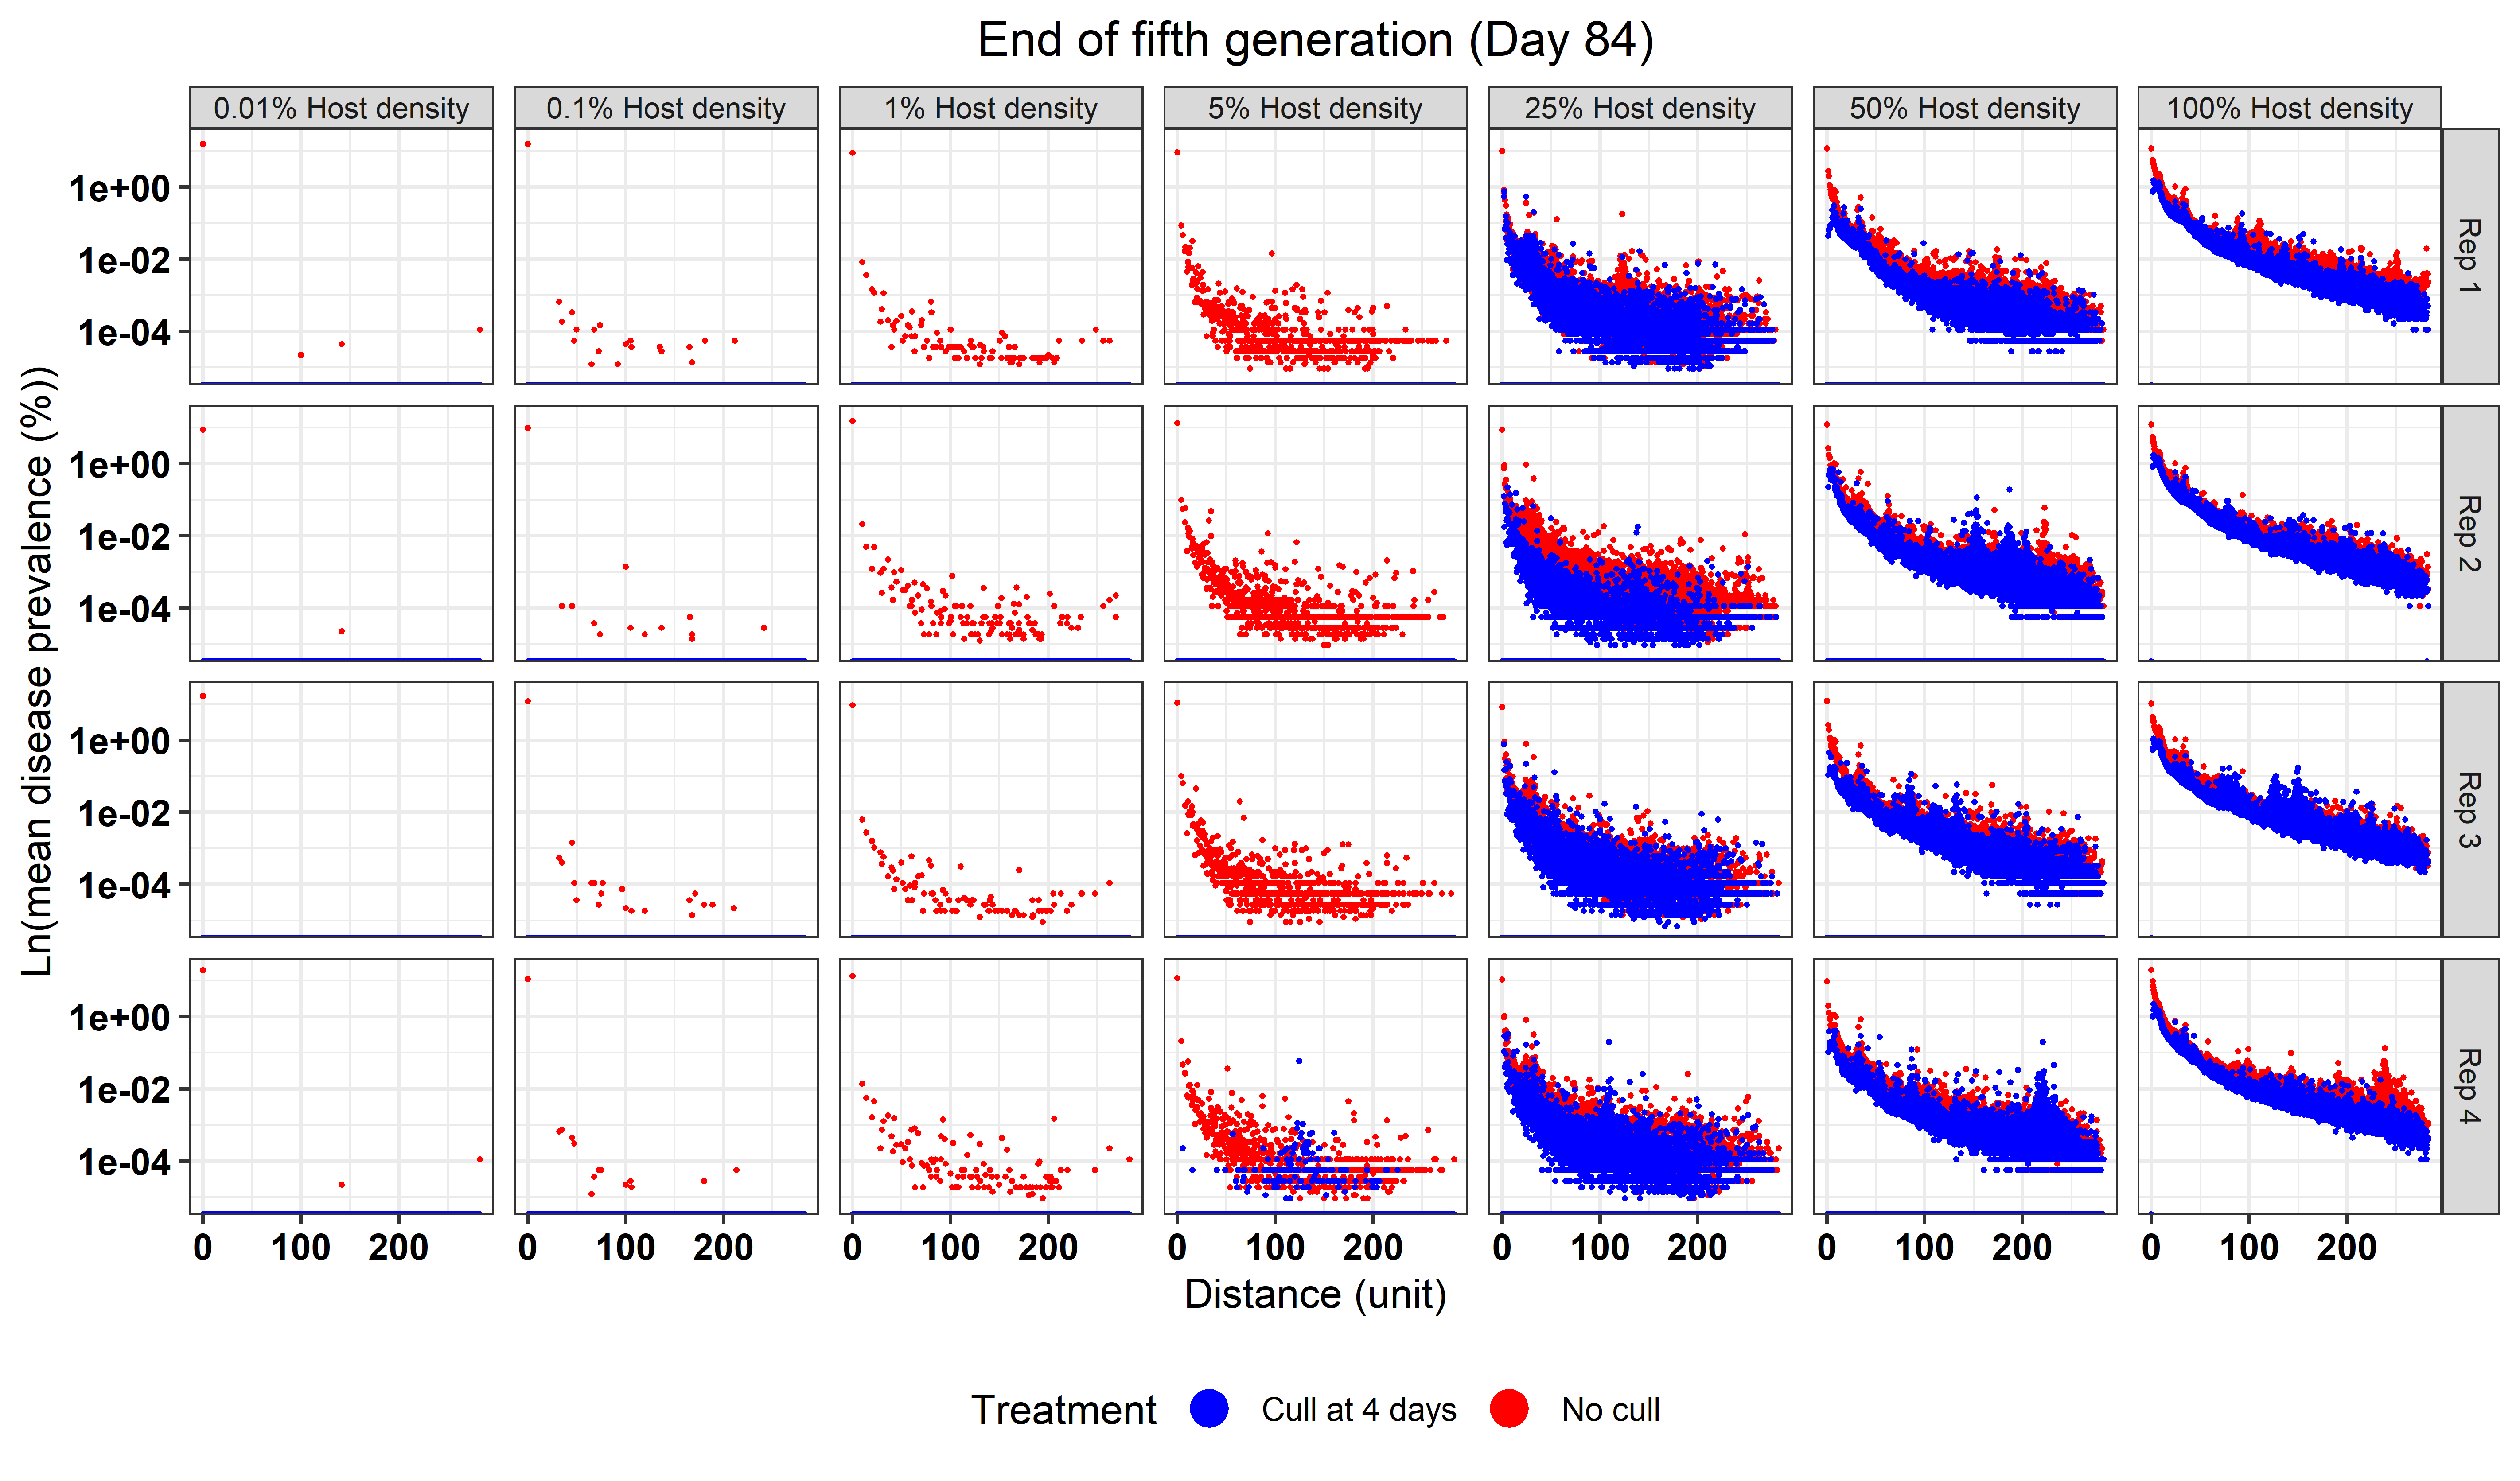 End of fifth generation (Day 84)
0.01% Host density 0.1% Host density 1% Host density 5% Host density 25% Host density 50% Host density 100% Host density
Ln(mean disease prevalence (%))
1e+00
1e-02
1e-04
Rep 1
1e+00
1e-02
1e-04
Rep 2
1e+00
1e-02
1e-04
Rep 3
1e+00
1e-02
1e-04
Rep 4
0 100 200 0 100 200 0 100 200 0 100 200 0 100 200 0 100 200 0 100 200
Distance (unit)
Treatment Cull at 4 days No cull